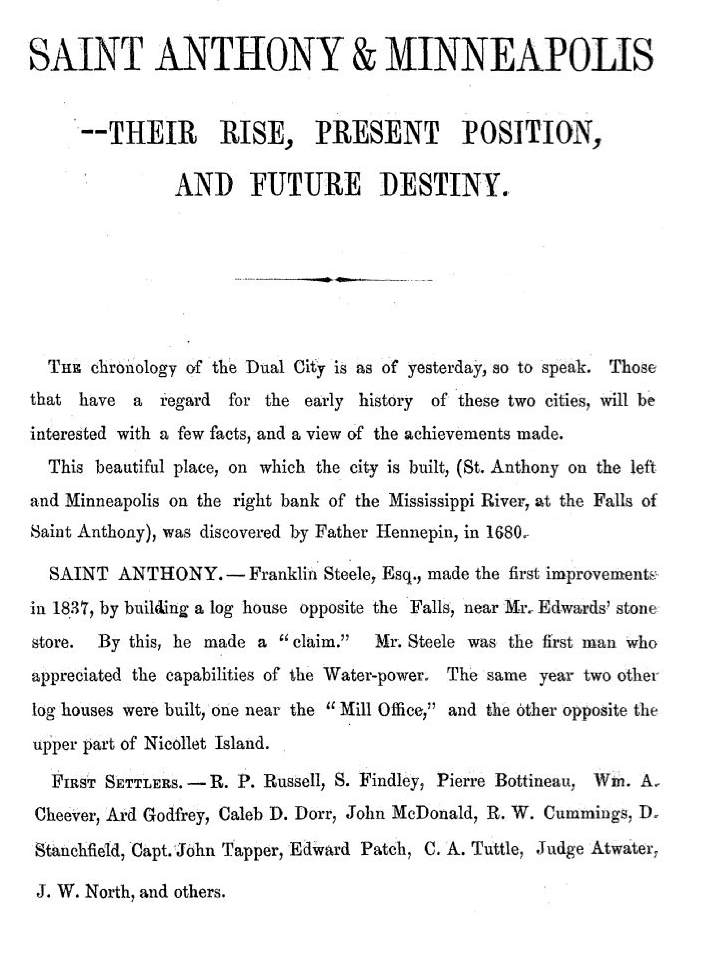 SAINT ANTHONY & MINNEAPOLIS
--THEIR RISE, PRESENT POSITION,
AND FUTURE DESTINY.
THE chronology of the Dual City is as of yesterday, so to speak. Those
that have a regard for the early history of these two cities, will be
interested with a few facts, and a view of the achievements made.
This beautiful place, on which the city is built, (St. Anthony on the left
and Minneapolis on the right bank of the Mississippi River, at the Falls of
Saint Anthony), was discovered by Father Hennepin, in 1680.
SAINT ANTHONY.—Franklin Steele, Esq., made the first improvements
in 1837, by building a log house opposite the Falls, near Mr. Edwards' stone
store. By this, he made a "claim." Mr. Steele was the first man who
appreciated the capabilities of the Water-power. The same year two other
log houses were built, one near the "Mill Office," and the other opposite the
upper part of Nicollet Island.
FIRST SETTLERS.—R. P. Russell, S. Findley, Pierre Bottineau, Wm. A.
Cheever, Ard Godfrey, Caleb D. Dorr, John McDonald, R. W. Cummings, D.
Stanchfield, Capt. John Tapper, Edward Patch, C. A. Tuttle, Judge Atwater,
J. W. North, and others.